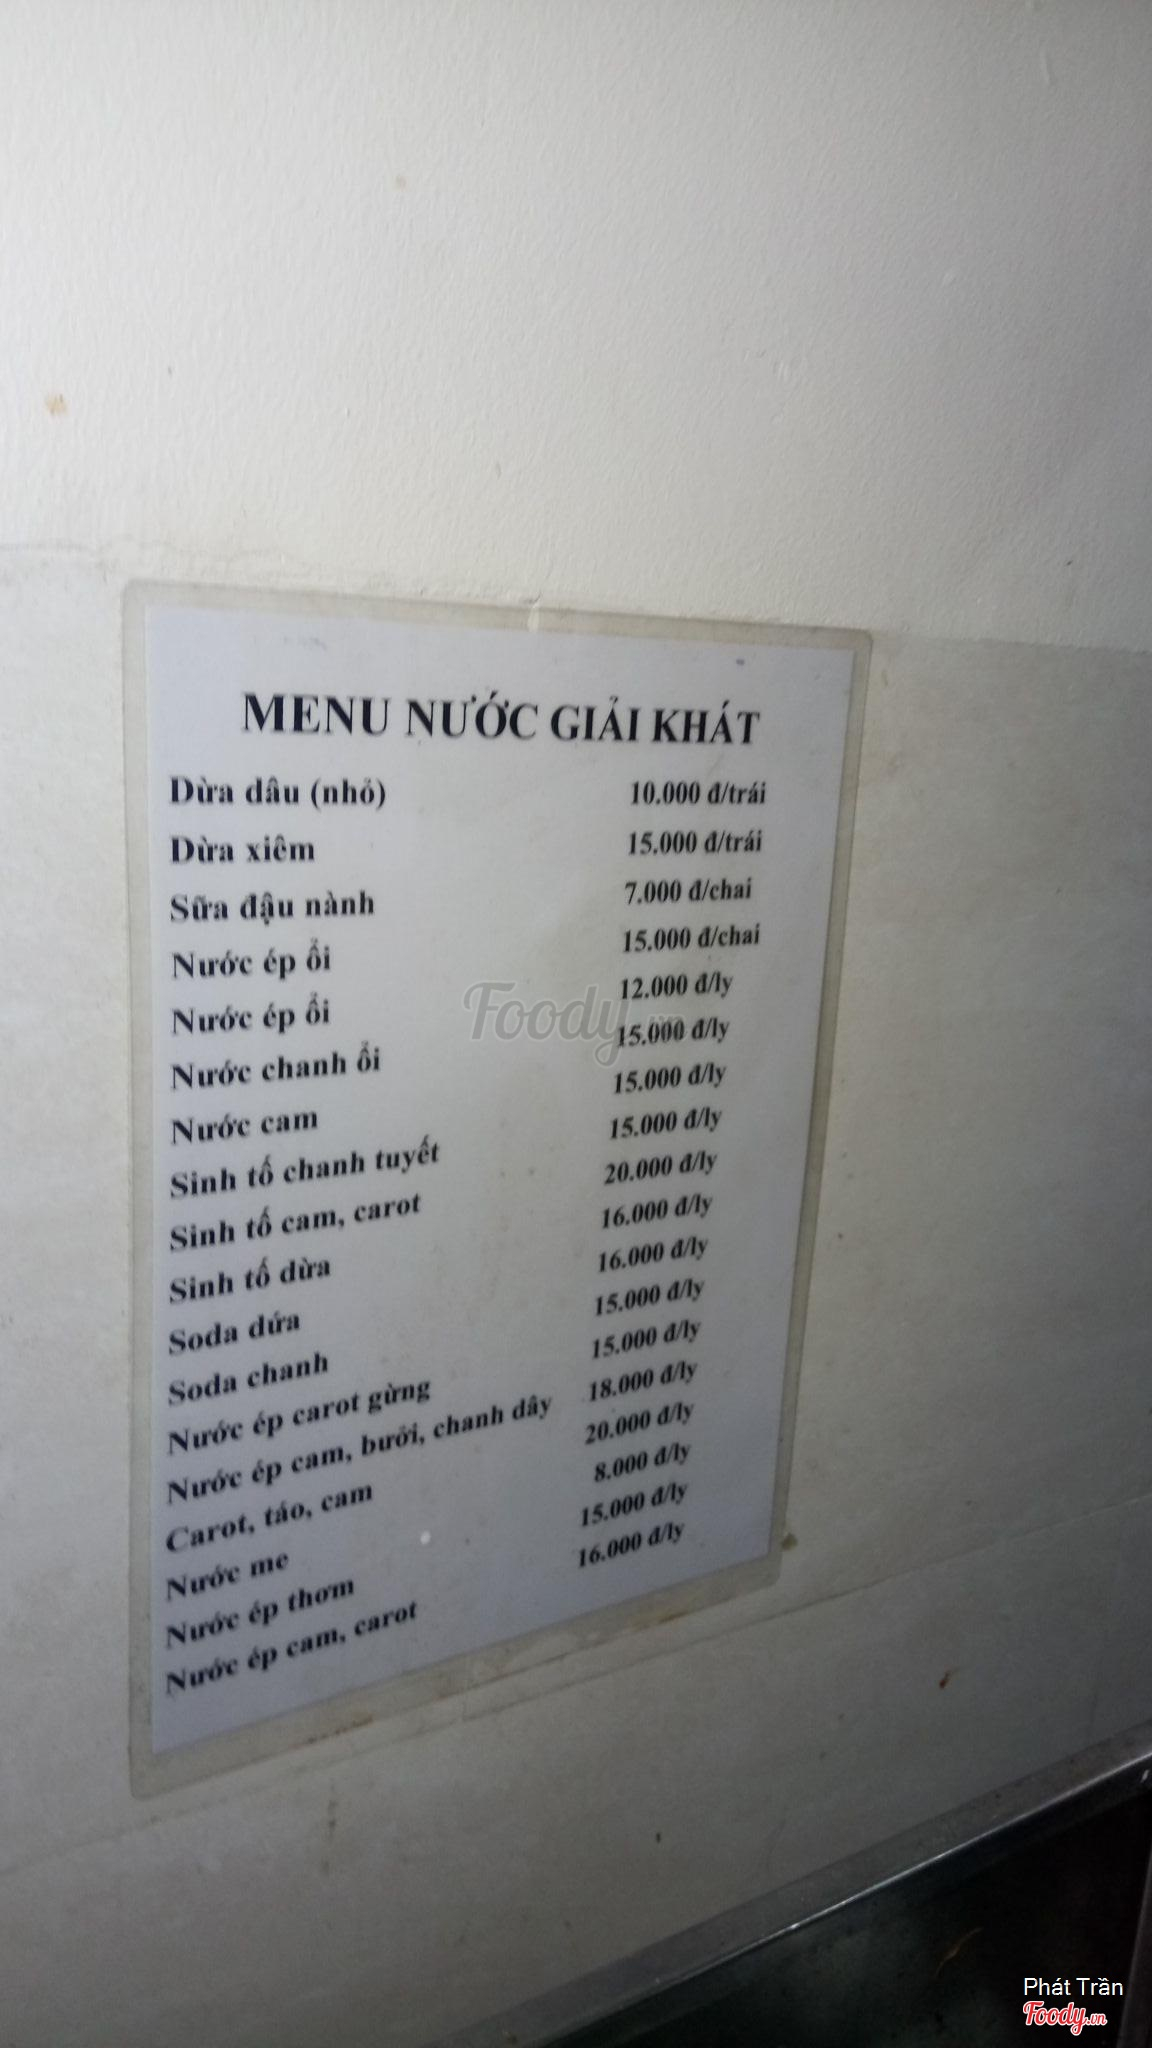 MENU NƯỚC GIẢI KHÁT
Dừa dâu (nhỏ) 10.000 đ/trái
Dừa xiêm 15.000 đ/trái
Sữa đậu nành 7.000 đ/chai
Nước ép ổi 15.000 đ/chai
Nước ép ổi 12.000 đ/ly
Nước chanh ổi 15.000 đ/ly
Nước cam 15.000 đ/ly
Sinh tố chanh tuyết 15.000 đ/ly
Sinh tố cam, carot 20.000 đ/ly
Sinh tố dừa 16.000 đ/ly
Soda dứa 16.000 đ/ly
Soda chanh 15.000 đ/ly
Nước ép carot gừng 15.000 đ/ly
Nước ép cam, bưởi, chanh dây 18.000 đ/ly
Carot, táo, cam 20.000 đ/ly
Nước me 8.000 đ/ly
Nước ép thơm 15.000 đ/ly
Nước ép cam, carot 16.000 đ/ly
Foody.vn
Phát Trần
Foody.vn